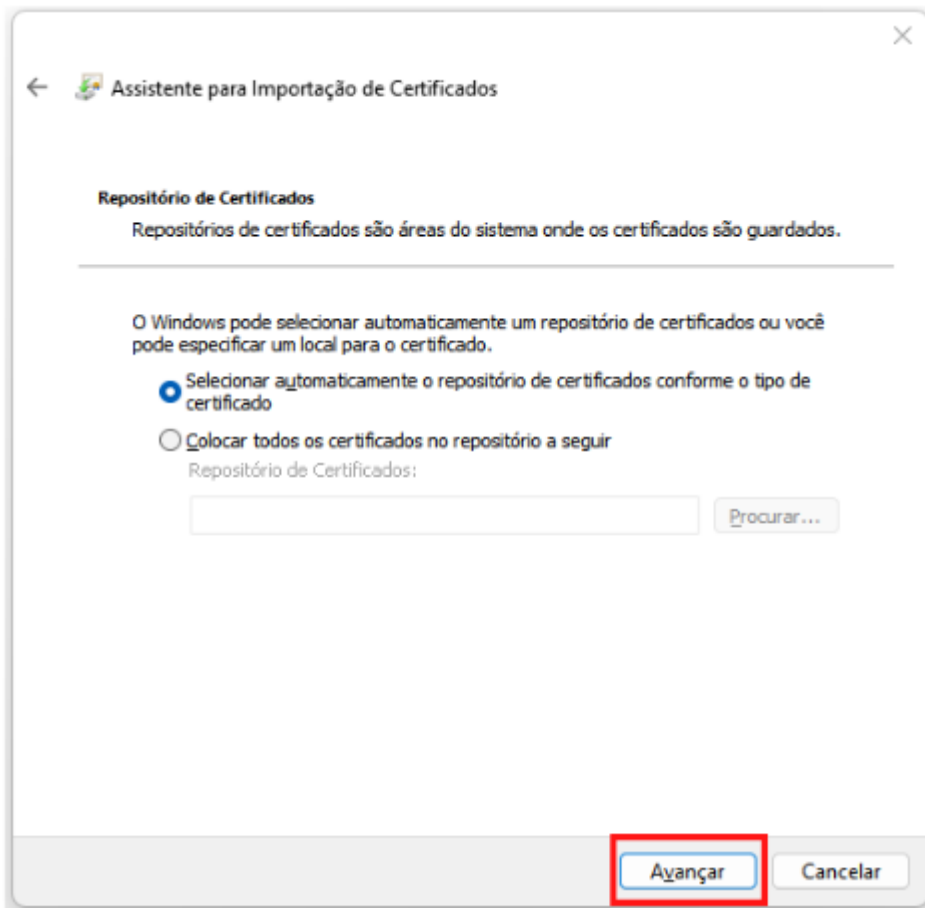 Assistente para Importação de Certificados
Repositório de Certificados
Repositórios de certificados são áreas do sistema onde os certificados são guardados.
O Windows pode selecionar automaticamente um repositório de certificados ou você
pode especificar um local para o certificado.
Selecionar automaticamente o repositório de certificados conforme o tipo de
certificado
Colocar todos os certificados no repositório a seguir
Repositório de Certificados:
Procurar...
Avançar
Cancelar